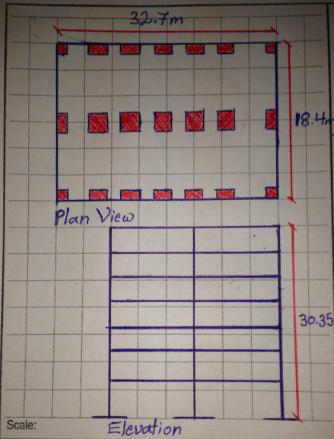 32.7m
18.4m
Plan View
30.35
Scale:
Elevation